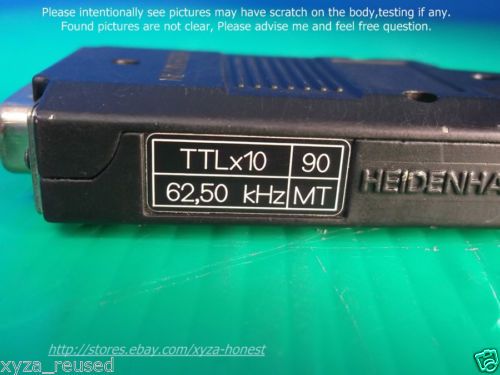 Please intentionally see pictures may have scratch on the body,testing if any.
Found pictures are not clear, Please advise me and feel free question.
TTLx10 90
62,50 kHz MT
HEIDENHA
http://stores.ebay.com/xyza-honest
xyza_reused